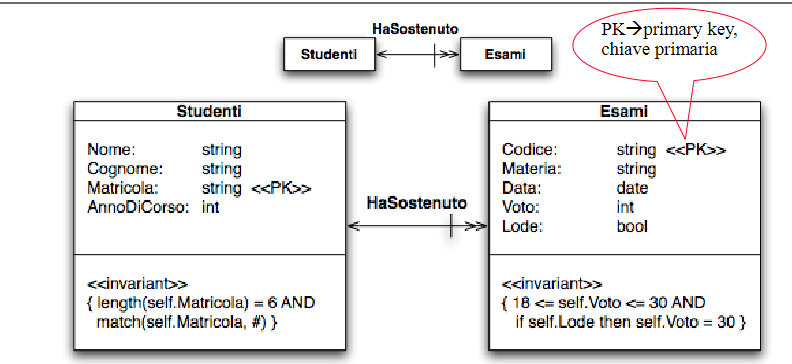 HaSostenuto
Studenti
Esami
PK→primary key,
chiave primaria
Studenti
Nome: string
Cognome: string
Matricola: string <<PK>>
AnnoDiCorso: int
<<invariant>>
{ length(self.Matricola) = 6 AND
match(self.Matricola, #) }
HaSostenuto
Esami
Codice: string <<PK>>
Materia: string
Data: date
Voto: int
Lode: bool
<<invariant>>
{ 18 <= self.Voto <= 30 AND
if self.Lode then self.Voto = 30 }